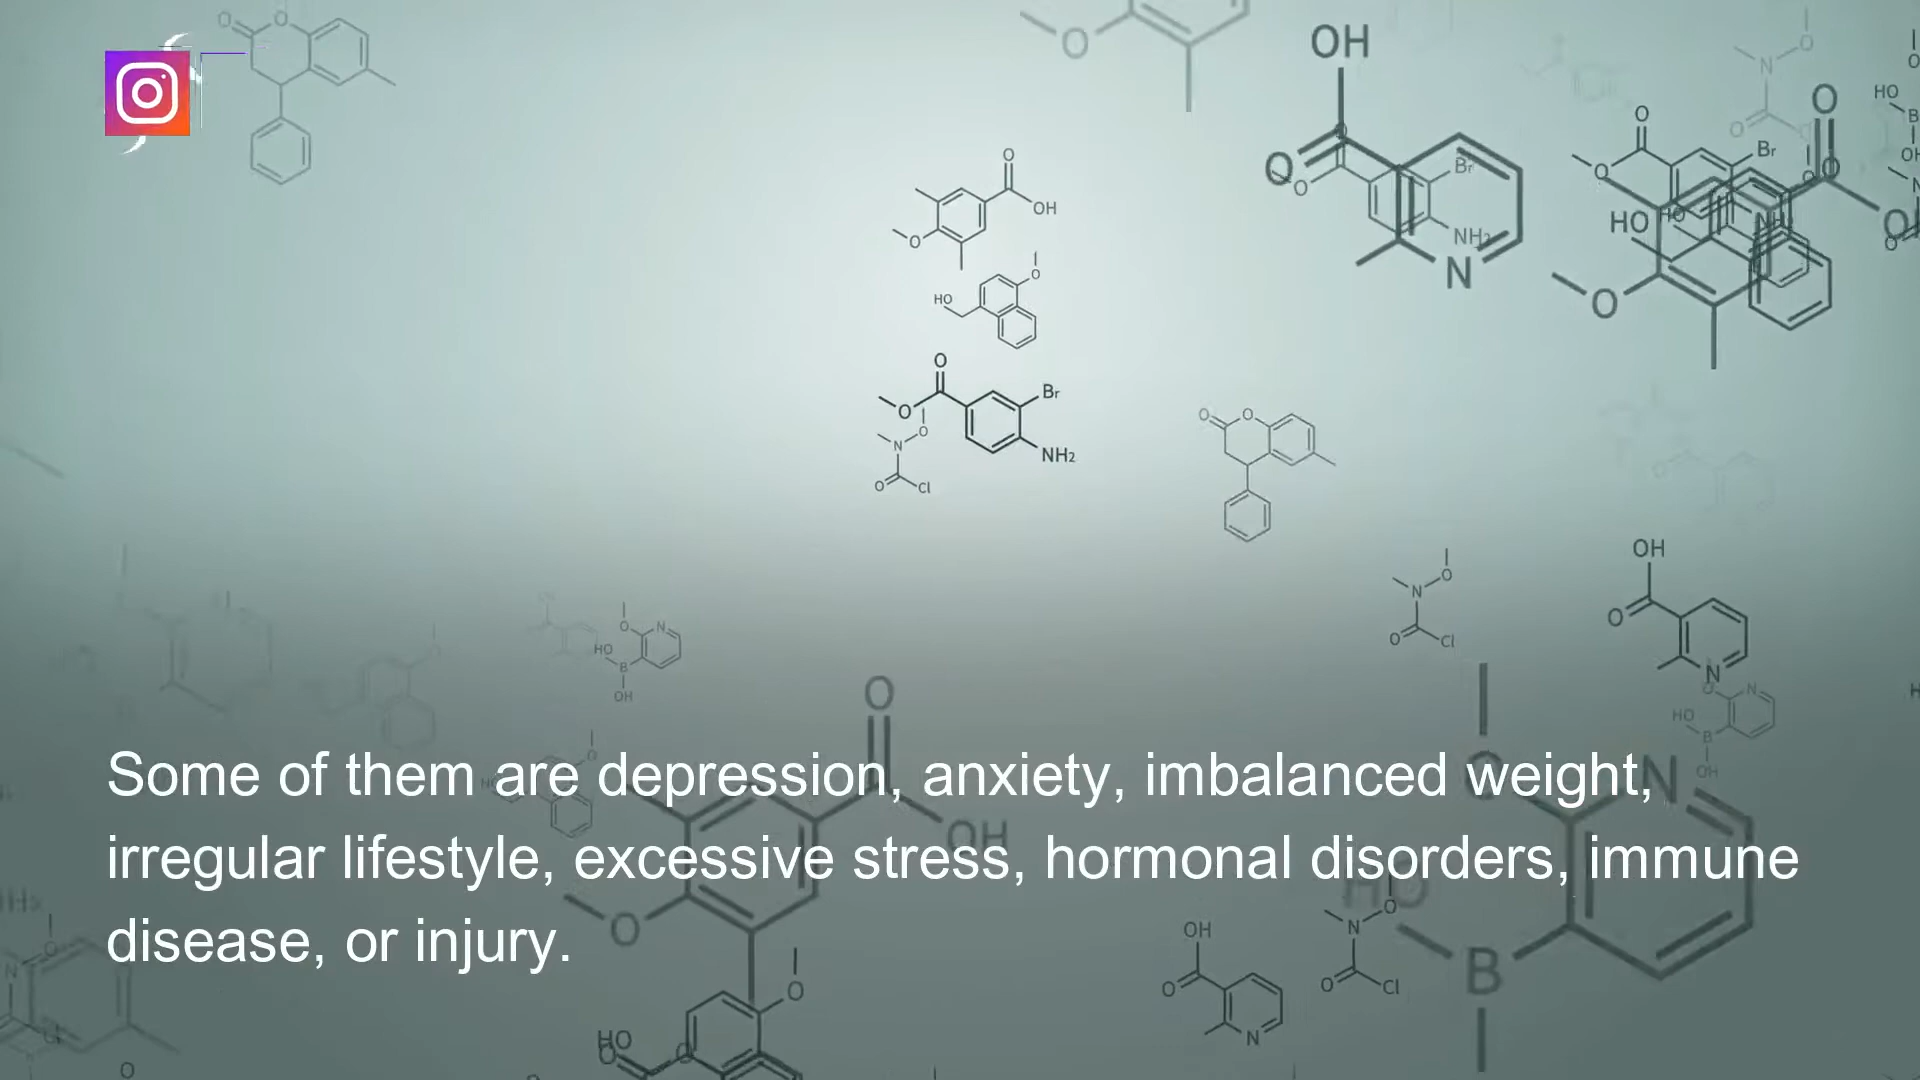 Some of them are depression, anxiety, imbalanced weight,
irregular lifestyle, excessive stress, hormonal disorders, immune
disease, or injury.